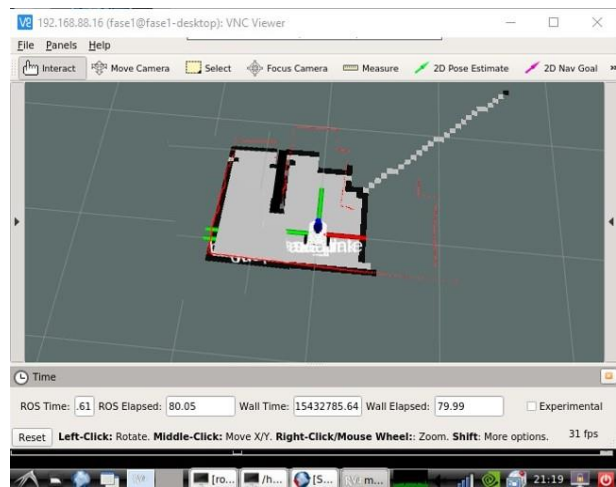 192.168.88.16 (fase1@fase1-desktop): VNC Viewer
File Panels Help
Interact Move Camera Select Focus Camera Measure 2D Pose Estimate 2D Nav Goal »
Time
ROS Time: .61 ROS Elapsed: 80.05 Wall Time: 15432785.64 Wall Elapsed: 79.99 Experimental
Reset Left-Click: Rotate. Middle-Click: Move X/Y. Right-Click/Mouse Wheel:: Zoom. Shift: More options. 31 fps
[ro... /h... [S... m... 21:19